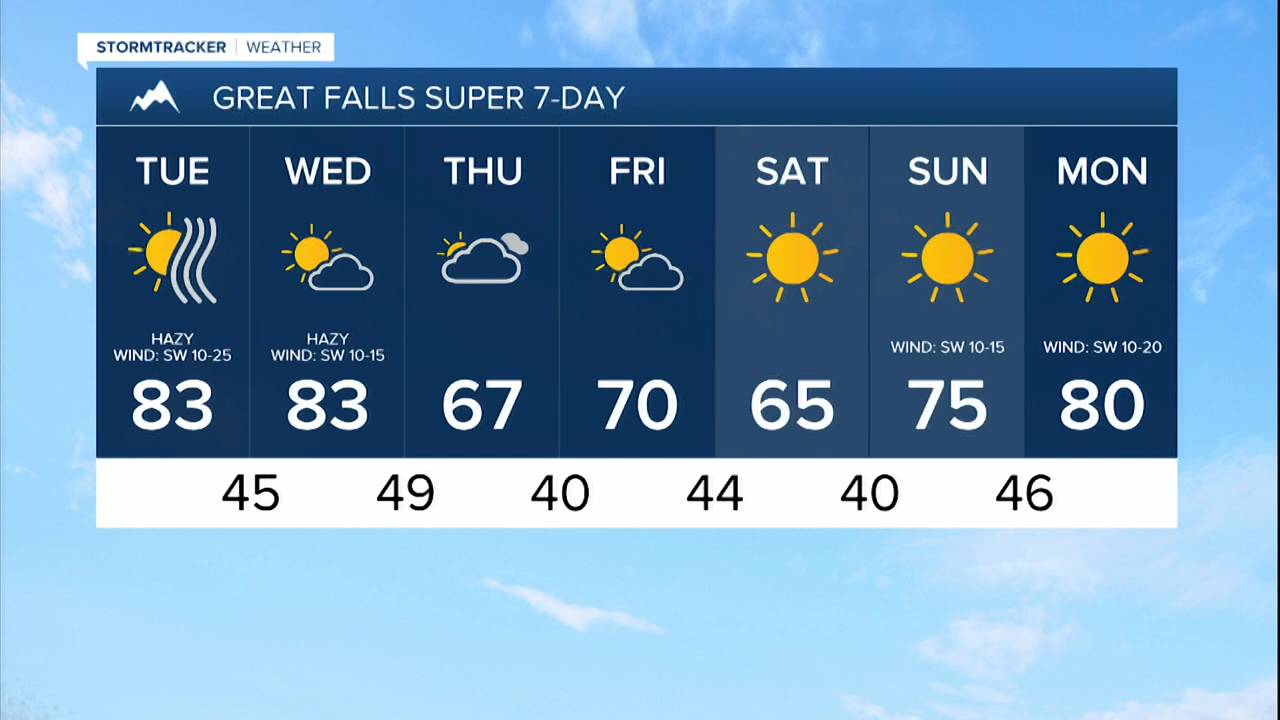 STORMTRACKER | WEATHER
GREAT FALLS SUPER 7-DAY
TUE WED THU FRI SAT SUN MON
HAZY HAZY
WIND: SW 10-25 WIND: SW 10-15 WIND: SW 10-15 WIND: SW 10-20
83 83 67 70 65 75 80
45 49 40 44 40 46